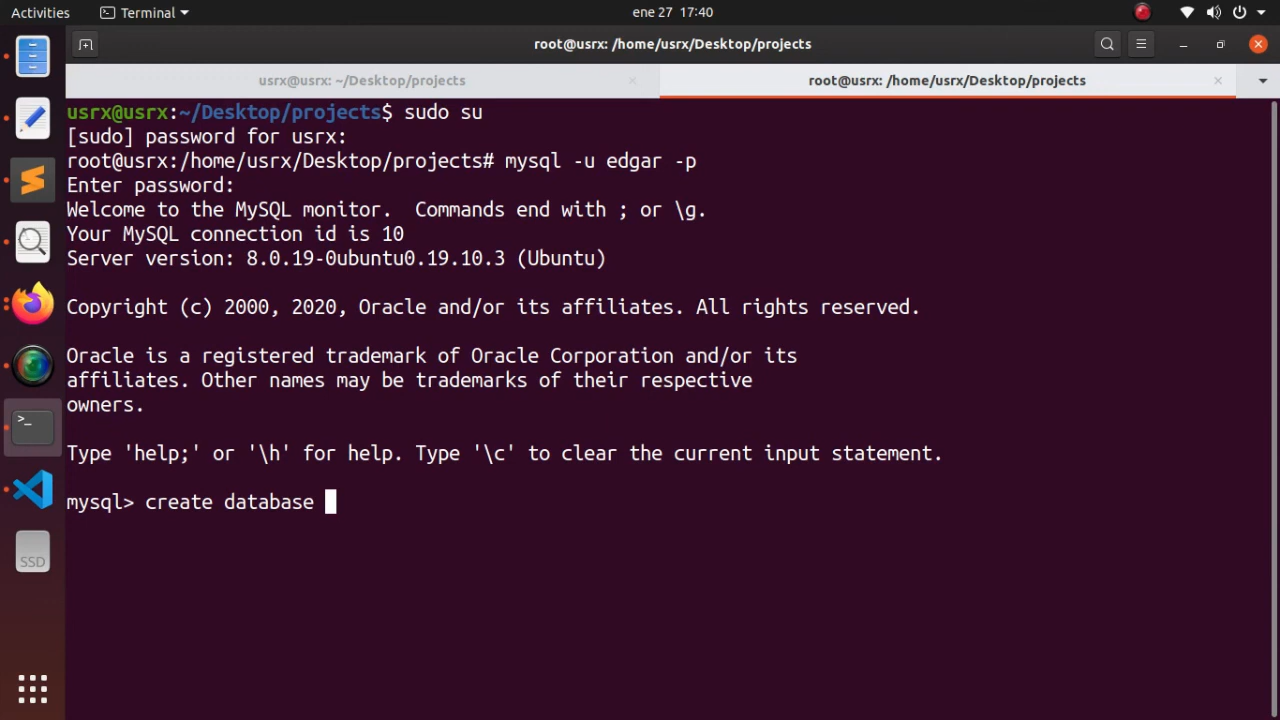 Activities
Terminal
ene 27 17:40
root@usrx: /home/usrx/Desktop/projects
usrx@usrx: ~/Desktop/projects
root@usrx: /home/usrx/Desktop/projects
usrx@usrx:~/Desktop/projects$ sudo su
[sudo] password for usrx:
root@usrx:/home/usrx/Desktop/projects# mysql -u edgar -p
Enter password:
Welcome to the MySQL monitor.  Commands end with ; or \g.
Your MySQL connection id is 10
Server version: 8.0.19-0ubuntu0.19.10.3 (Ubuntu)
Copyright (c) 2000, 2020, Oracle and/or its affiliates. All rights reserved.
Oracle is a registered trademark of Oracle Corporation and/or its
affiliates. Other names may be trademarks of their respective
owners.
Type 'help;' or '\h' for help. Type '\c' to clear the current input statement.
mysql> create database
SSD